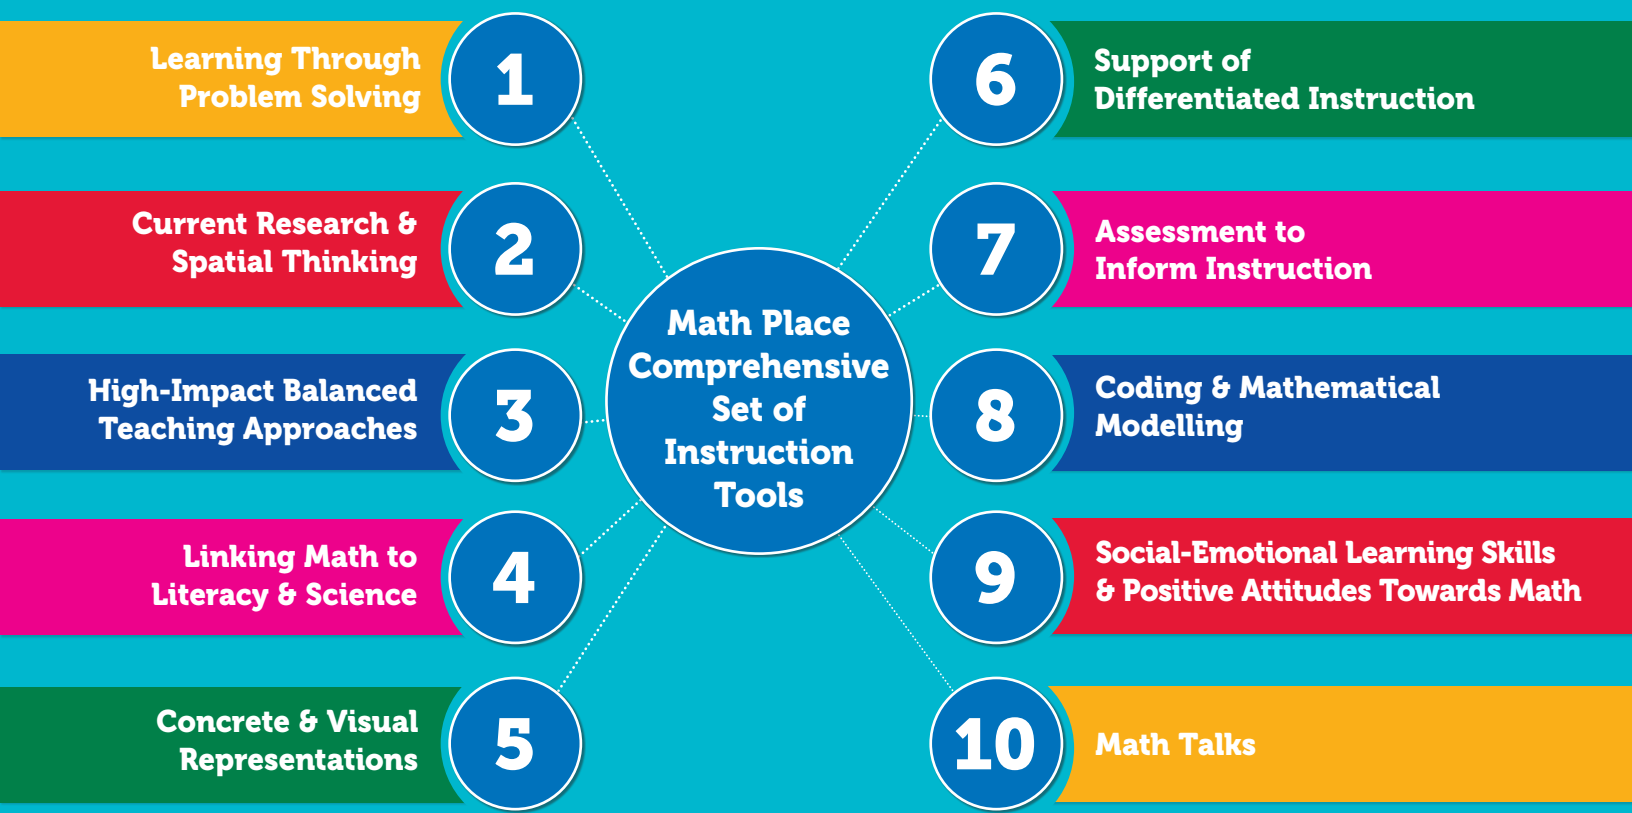 1
Learning Through
Problem Solving
2
Current Research &
Spatial Thinking
3
High-Impact Balanced
Teaching Approaches
4
Linking Math to
Literacy & Science
5
Concrete & Visual
Representations
Math Place
Comprehensive
Set of
Instruction
Tools
6
Support of
Differentiated Instruction
7
Assessment to
Inform Instruction
8
Coding & Mathematical
Modelling
9
Social-Emotional Learning Skills
& Positive Attitudes Towards Math
10
Math Talks